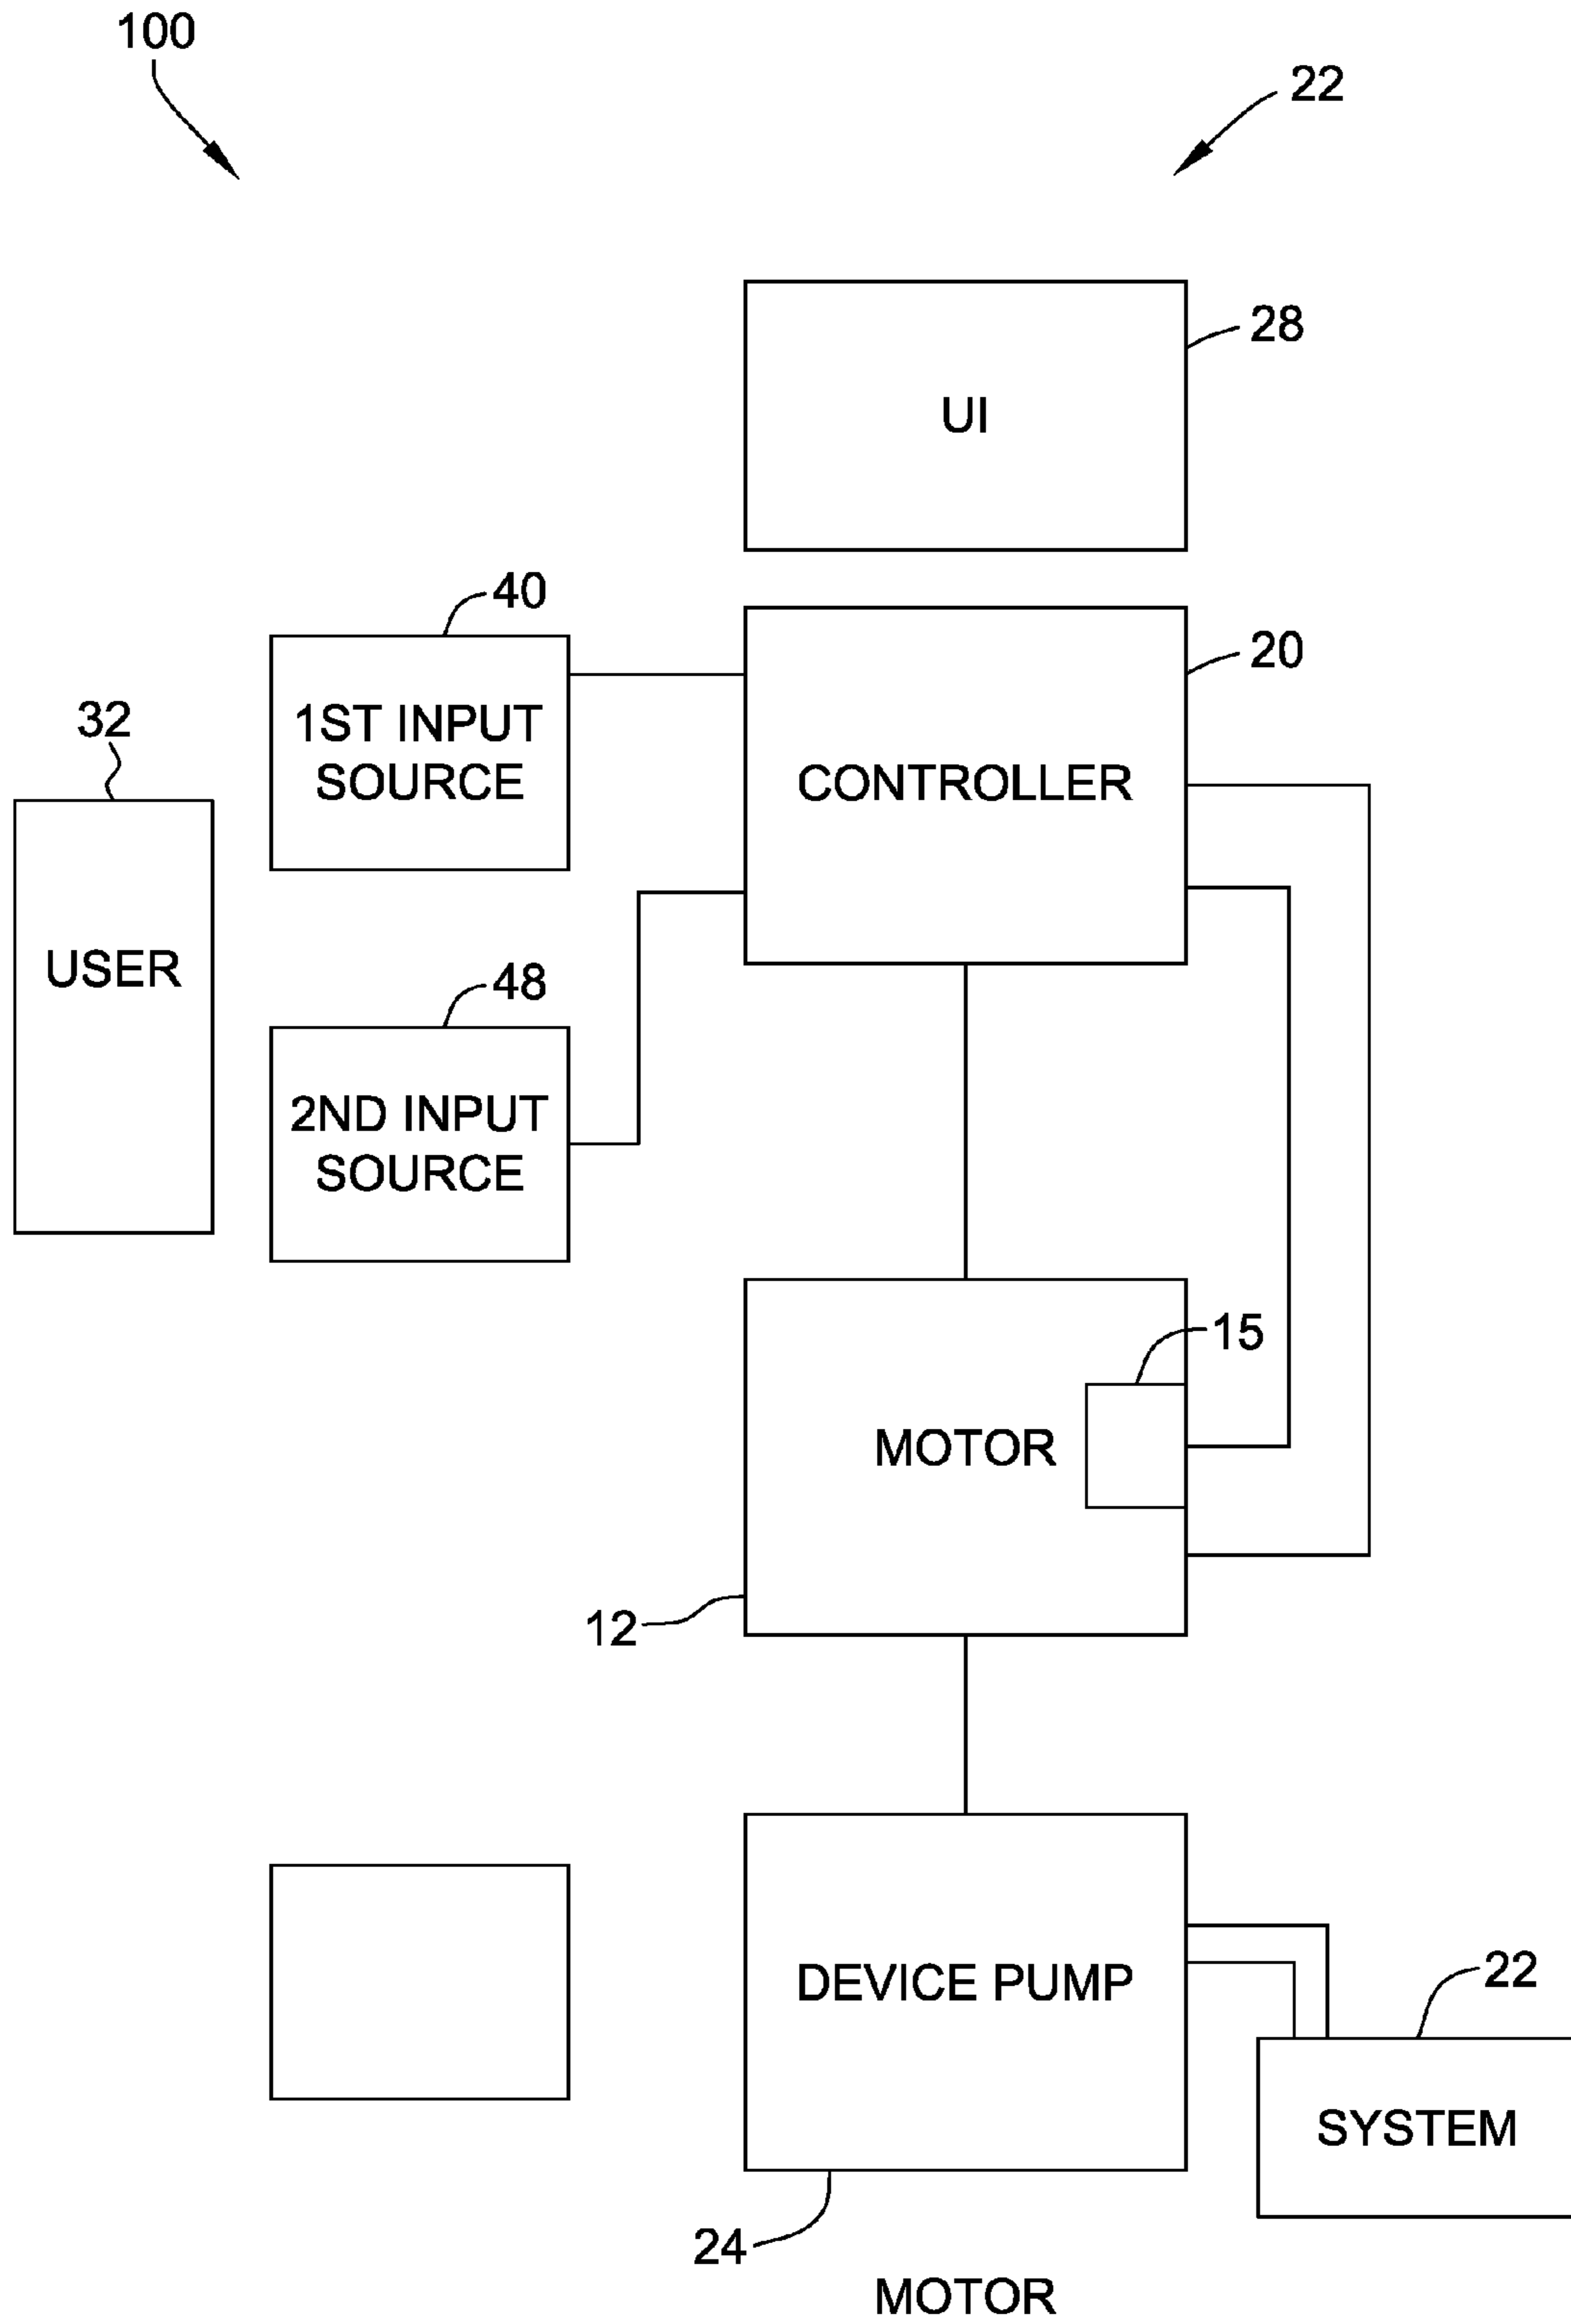 100
22
28
UI
40
20
1ST INPUT
SOURCE
32
CONTROLLER
USER
48
2ND INPUT
SOURCE
15
MOTOR
12
DEVICE PUMP
22
SYSTEM
24
MOTOR